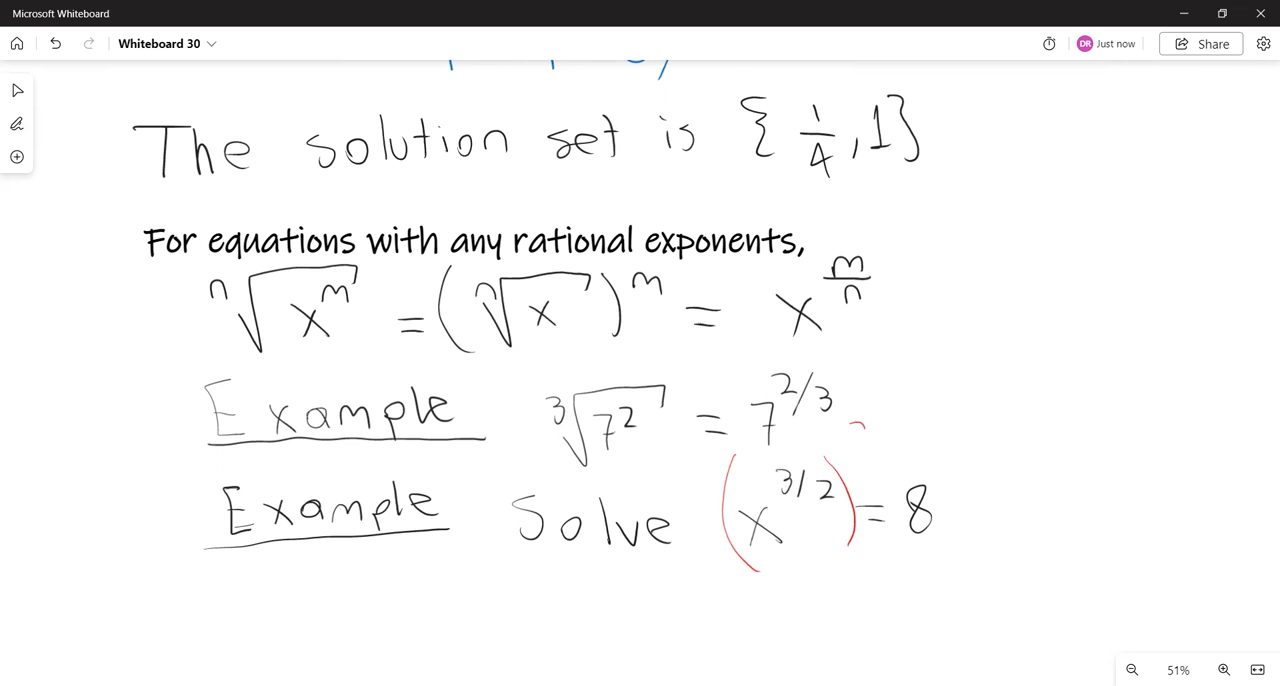 Microsoft Whiteboard
Whiteboard 30
DR Just now
Share
The solution set is {1/4, 1}
For equations with any rational exponents,
ⁿ√(x^m) = (ⁿ√x)^m = x^(m/n)
Example ³√(7²) = 7^(2/3)
Example Solve (x^(3/2)) = 8
51%